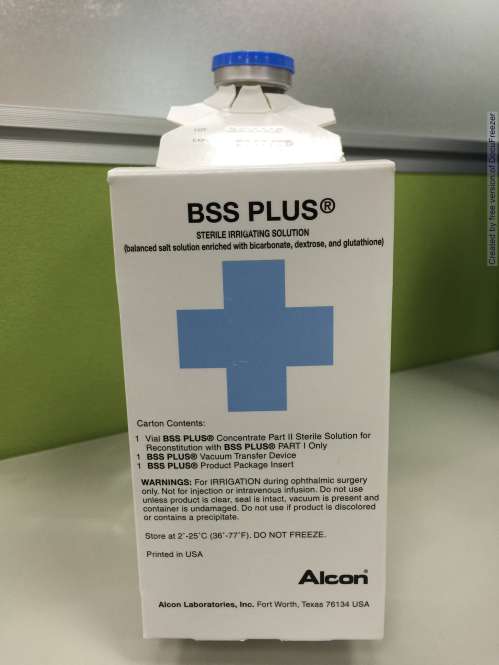 LOT
EXP.
BSS PLUS®
STERILE IRRIGATING SOLUTION
(balanced salt solution enriched with bicarbonate, dextrose, and glutathione)
Carton Contents:
1 Vial BSS PLUS® Concentrate Part II Sterile Solution for
Reconstitution with BSS PLUS® PART I Only
1 BSS PLUS® Vacuum Transfer Device
1 BSS PLUS® Product Package Insert
WARNINGS: For IRRIGATION during ophthalmic surgery
only. Not for injection or intravenous infusion. Do not use
unless product is clear, seal is intact, vacuum is present and
container is undamaged. Do not use if product is discolored
or contains a precipitate.
Store at 2°-25°C (36°-77°F). DO NOT FREEZE.
Printed in USA
Alcon®
Alcon Laboratories, Inc. Fort Worth, Texas 76134 USA
Created by free version of DocuFreezer